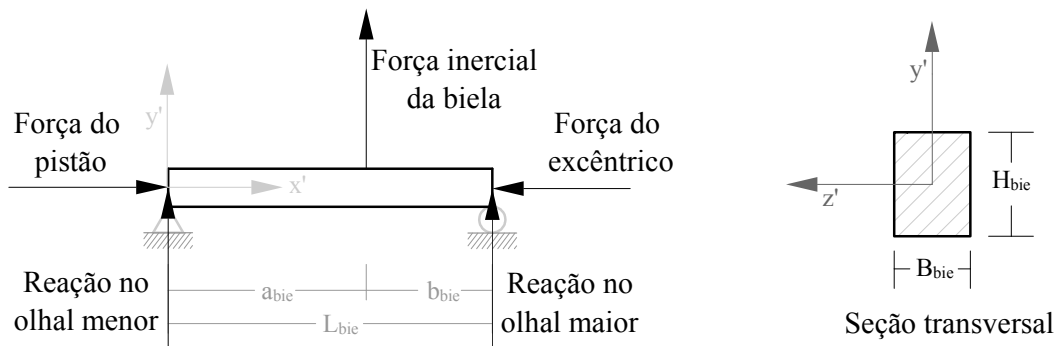 Força inercial
da biela
y'
Força do
pistão
x'
Força do
excêntrico
Reação no
olhal menor
a_bie
b_bie
L_bie
Reação no
olhal maior
y'
z'
H_bie
B_bie
Seção transversal